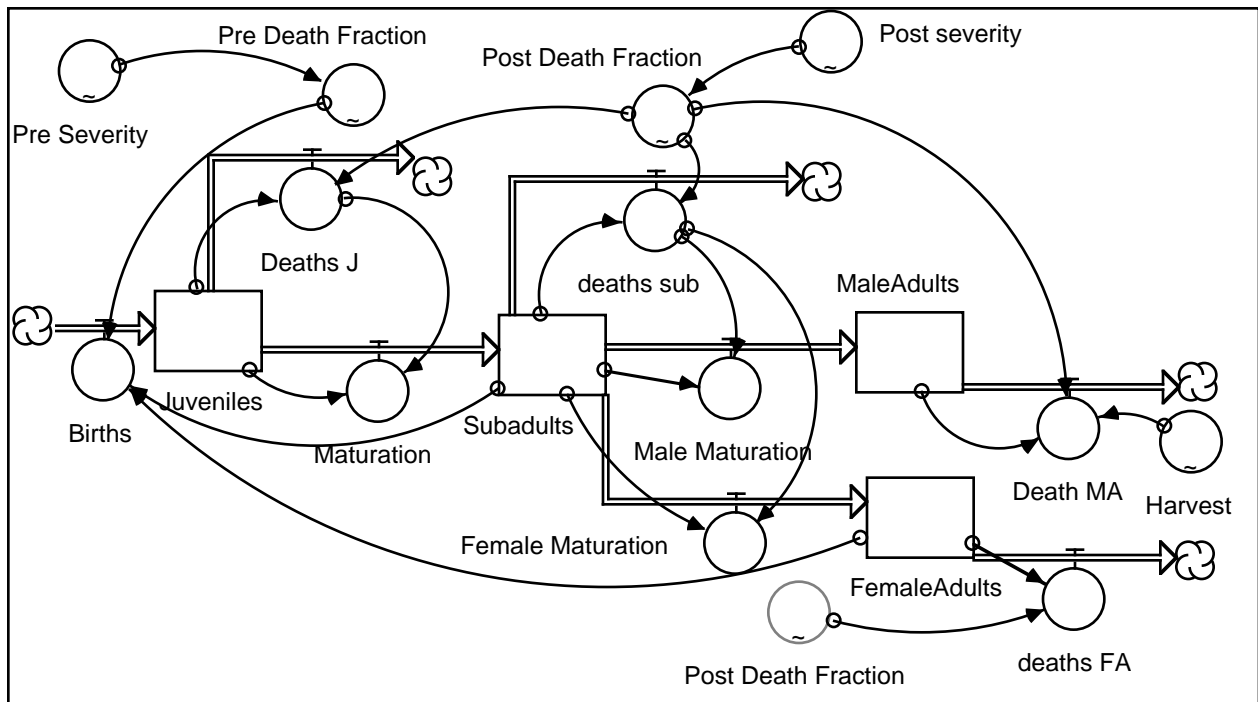 Pre Death Fraction
Post severity
Post Death Fraction
Pre Severity
~
~
~
~
Deaths J
deaths sub
MaleAdults
Juveniles
Births
Maturation
Subadults
Male Maturation
Death MA
~
Harvest
Female Maturation
FemaleAdults
~
Post Death Fraction
deaths FA